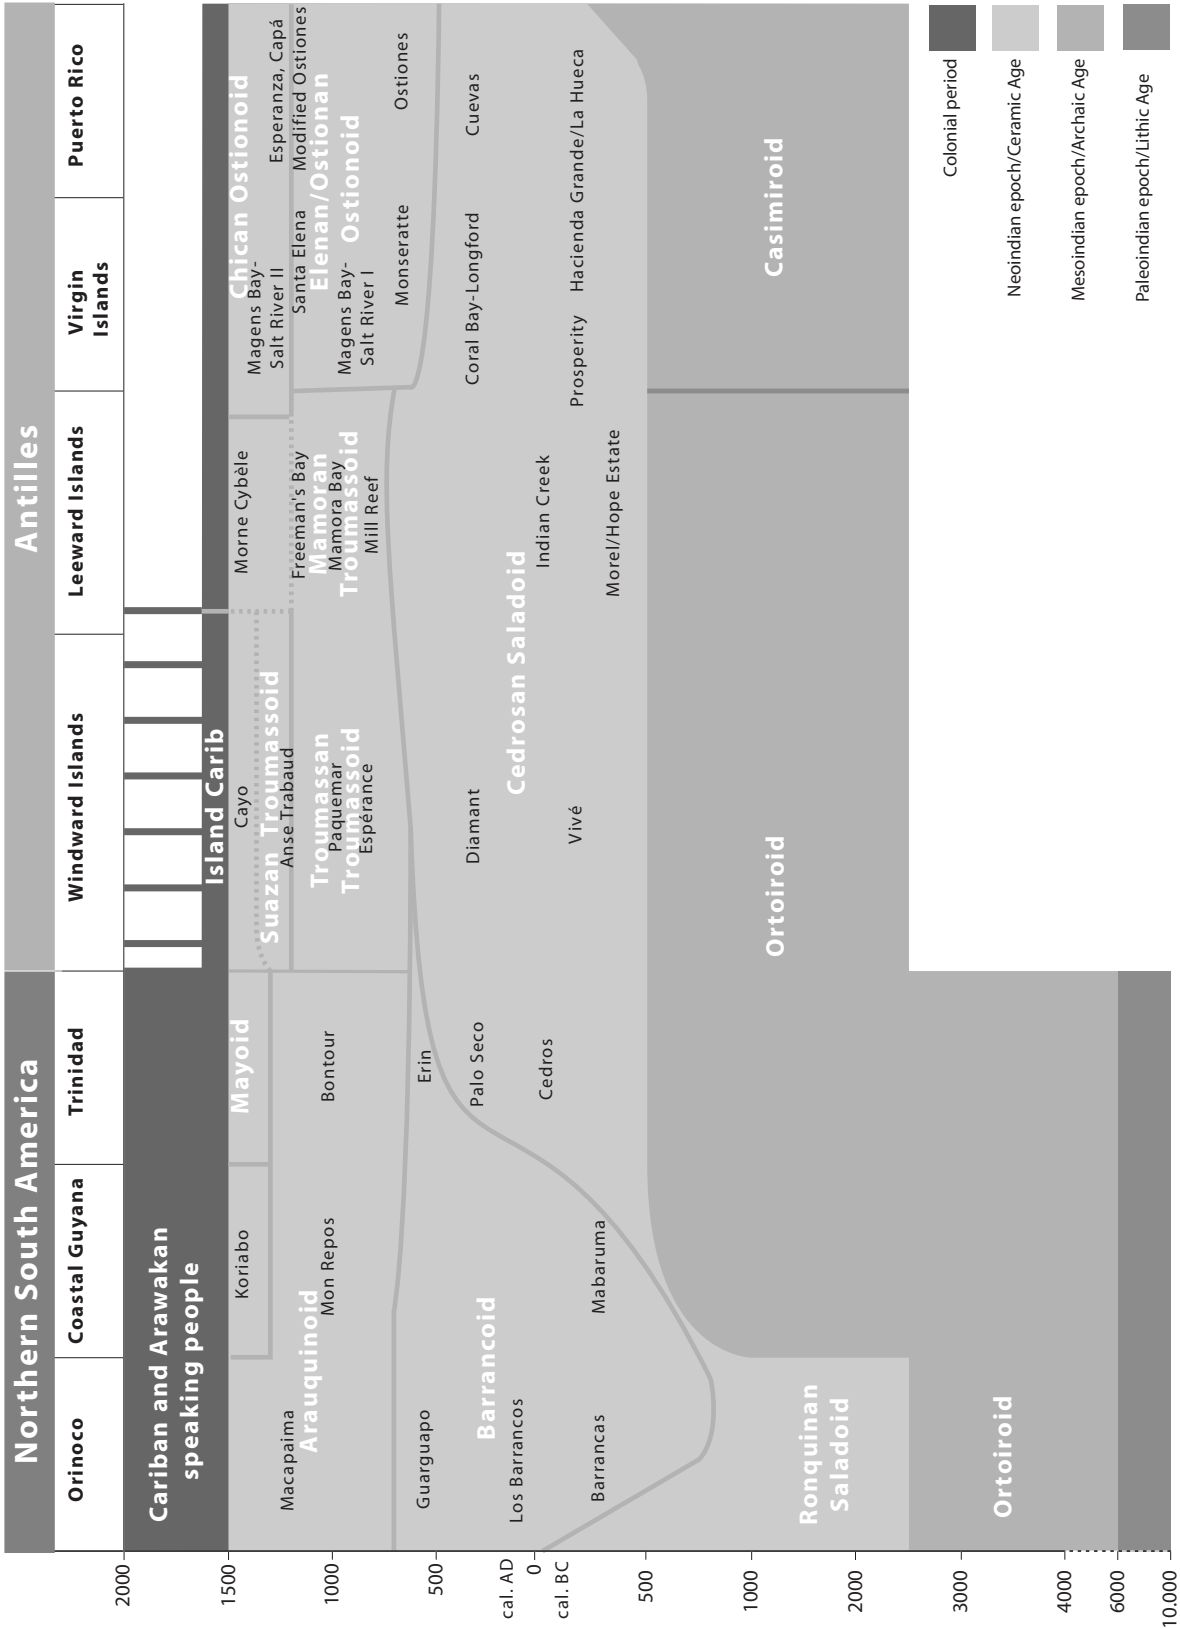 Northern South America
Antilles
Orinoco
Coastal Guyana
Trinidad
Windward Islands
Leeward Islands
Virgin
Islands
Puerto Rico
2000
1500
1000
500
cal. AD
0
cal. BC
500
1000
2000
3000
4000
6000
10.000
Cariban and Arawakan
speaking people
Island Carib
Koriabo
Mayoid
Cayo
Suazan Troumassoid
Anse Trabaud
Morne Cybèle
Chican Ostionoid
Magens Bay-
Salt River II
Esperanza, Capá
Macapaima
Arauquinoid
Mon Repos
Bontour
Troumassan
Paquemar
Troumassoid
Espérance
Freeman's Bay
Mamoran
Mamora Bay
Troumassoid
Mill Reef
Santa Elena
Modified Ostiones
Elenan/Ostionan
Ostionoid
Magens Bay-
Salt River I
Monseratte
Ostiones
Guarguapo
Barrancoid
Los Barrancos
Barrancas
Mabaruma
Erin
Palo Seco
Cedros
Diamant
Cedrosan Saladoid
Vivé
Indian Creek
Morel/Hope Estate
Coral Bay-Longford
Cuevas
Prosperity
Hacienda Grande/La Hueca
Ronquinan
Saladoid
Ortoiroid
Ortoiroid
Casimiroid
Colonial period
Neoindian epoch/Ceramic Age
Mesoindian epoch/Archaic Age
Paleoindian epoch/Lithic Age